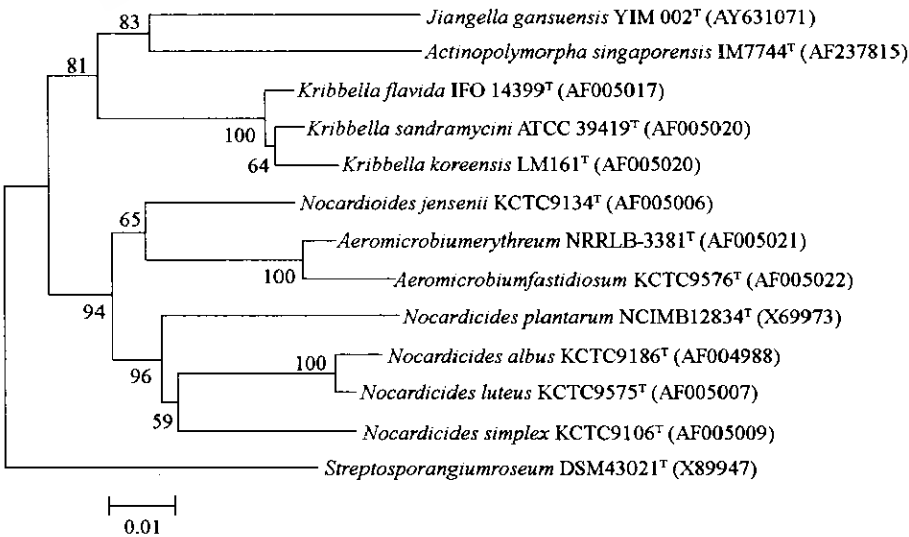 83
Jiangella gansuensis YIM 002ᵀ (AY631071)
Actinopolymorpha singaporensis IM7744ᵀ (AF237815)
81
Kribbella flavida IFO 14399ᵀ (AF005017)
100
Kribbella sandramycini ATCC 39419ᵀ (AF005020)
64
Kribbella koreensis LM161ᵀ (AF005020)
Nocardioides jensenii KCTC9134ᵀ (AF005006)
65
Aeromicrobiumerythreum NRRLB-3381ᵀ (AF005021)
100
Aeromicrobiumfastidiosum KCTC9576ᵀ (AF005022)
94
Nocardicides plantarum NCIMB12834ᵀ (X69973)
Nocardicides albus KCTC9186ᵀ (AF004988)
100
96
Nocardicides luteus KCTC9575ᵀ (AF005007)
59
Nocardicides simplex KCTC9106ᵀ (AF005009)
Streptosporangiumroseum DSM43021ᵀ (X89947)
0.01